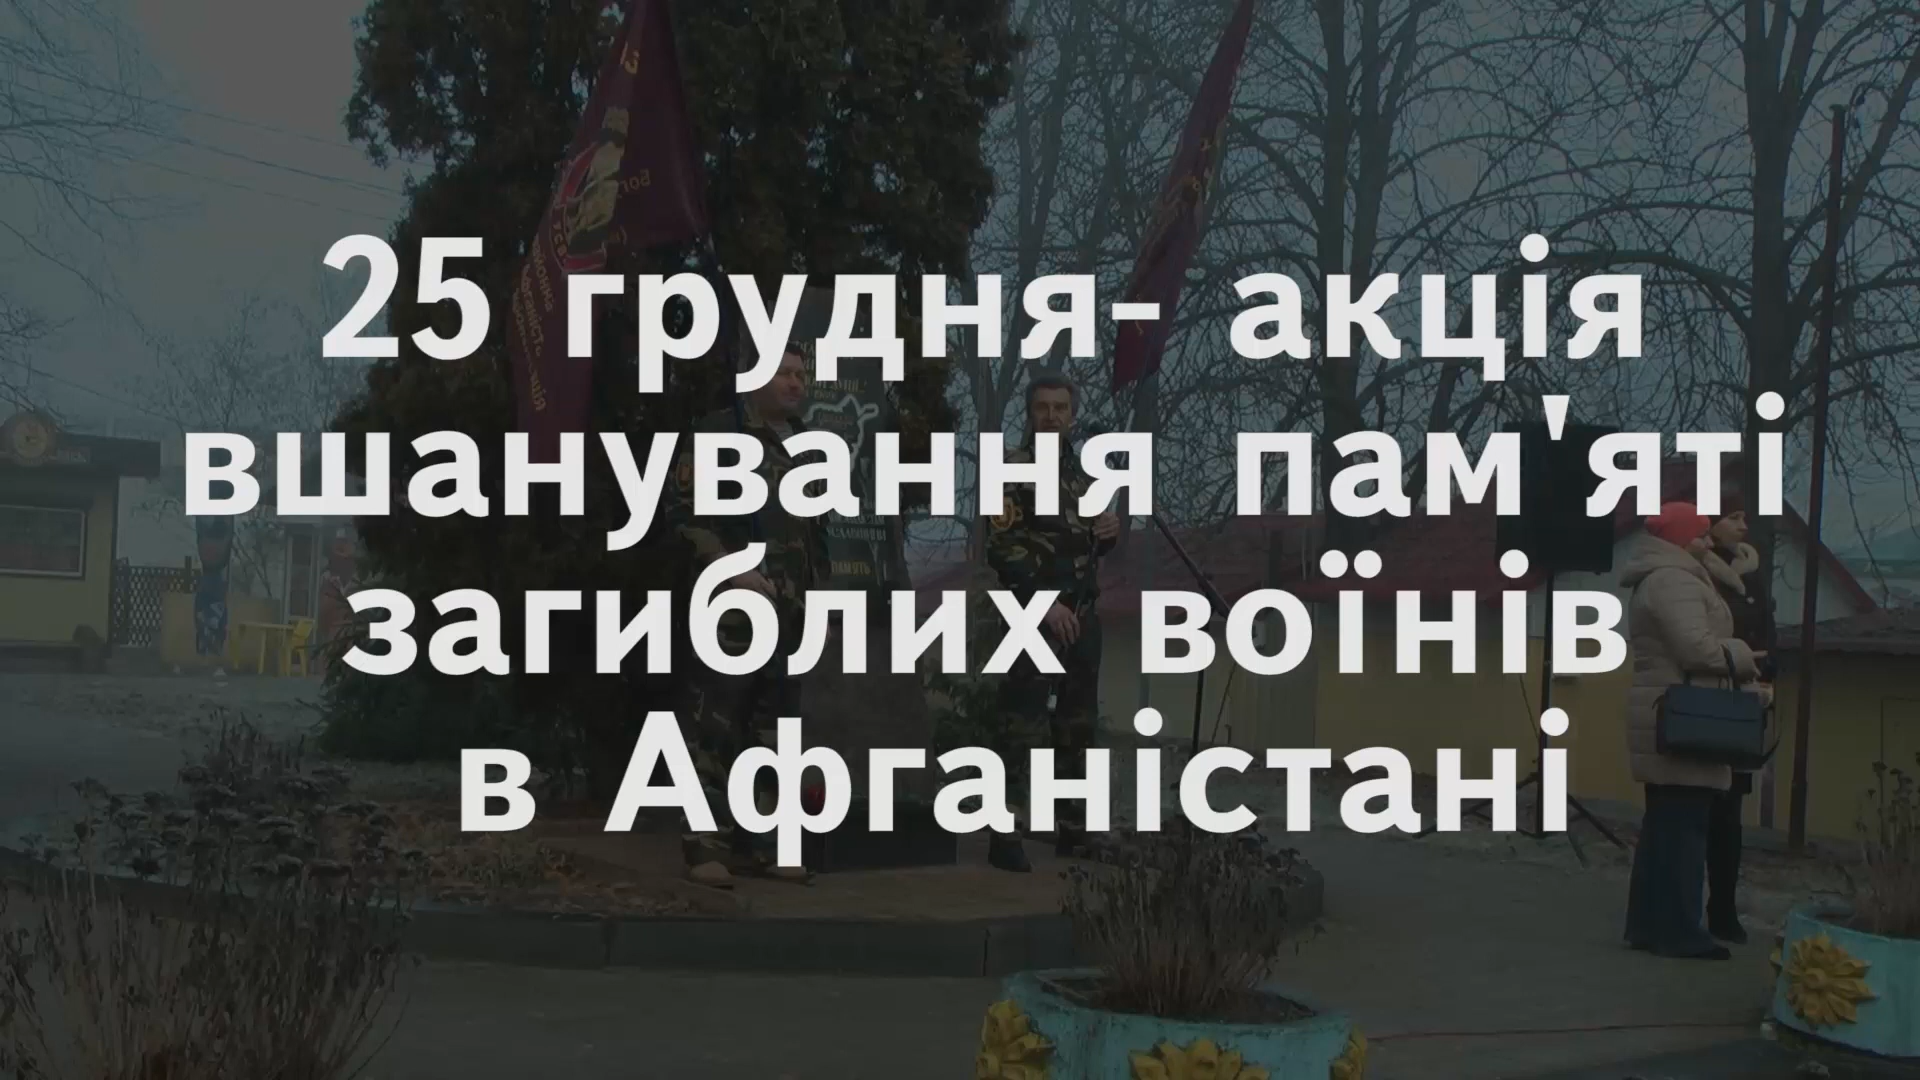 25 грудня- акція
вшанування пам'яті
загиблих воїнів
в Афганістані